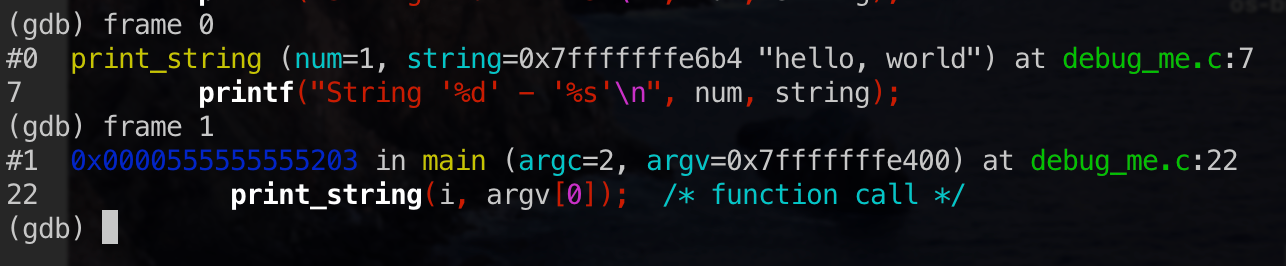 (gdb) frame 0
#0  print_string (num=1, string=0x7fffffffe6b4 "hello, world") at debug_me.c:7
7           printf("String '%d' - '%s'\n", num, string);
(gdb) frame 1
#1  0x0000555555555203 in main (argc=2, argv=0x7fffffffe400) at debug_me.c:22
22            print_string(i, argv[0]);  /* function call */
(gdb)